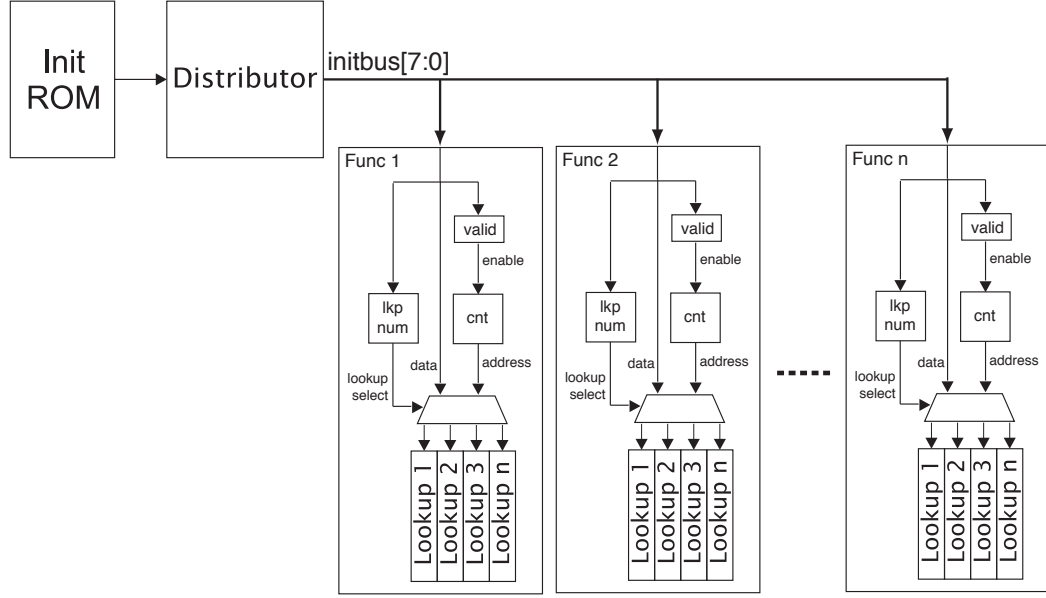 Init
ROM
Distributor
initbus[7:0]
Func 1
valid
enable
lkp
num
cnt
data
address
lookup
select
Lookup 1
Lookup 2
Lookup 3
Lookup n
Func 2
valid
enable
lkp
num
cnt
data
address
lookup
select
Lookup 1
Lookup 2
Lookup 3
Lookup n
Func n
valid
enable
lkp
num
cnt
data
address
lookup
select
Lookup 1
Lookup 2
Lookup 3
Lookup n